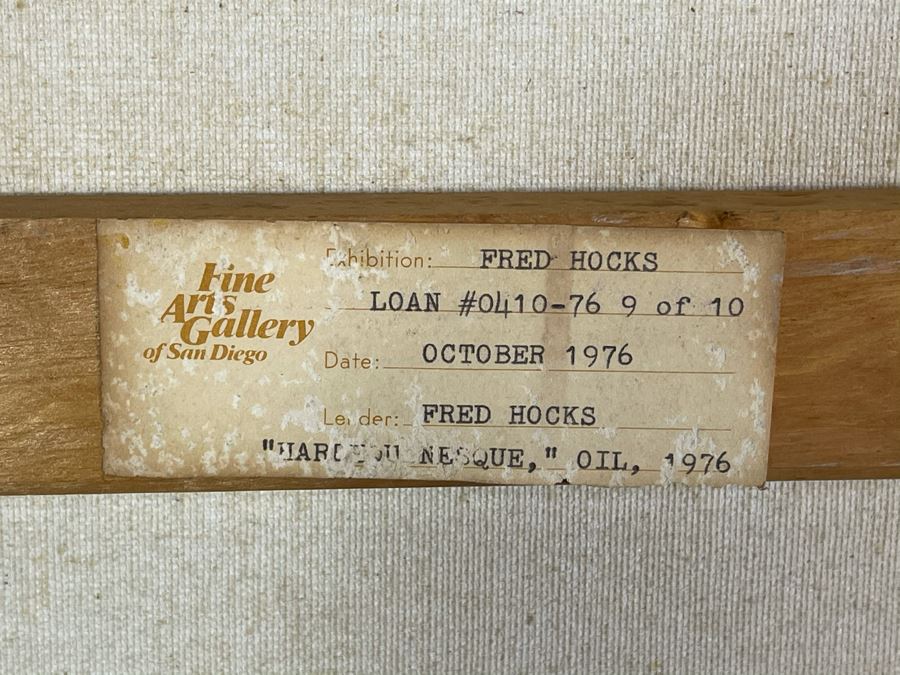 Fine
Arts
Gallery
of San Diego
Exhibition: FRED HOCKS
LOAN #0410-76 9 of 10
Date: OCTOBER 1976
Lender: FRED HOCKS
OIL, 1976